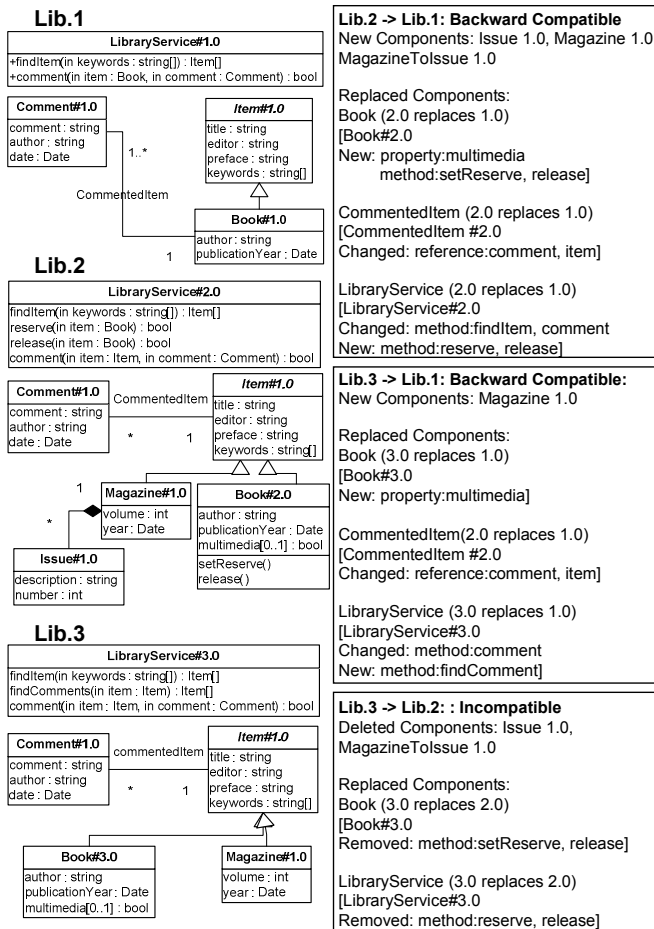 Lib.1
LibraryService#1.0
+findItem(in keywords : string[]) : Item[]
+comment(in item : Book, in comment : Comment) : bool
Comment#1.0
comment : string
author : string
date : Date
1..*
CommentedItem
1
Item#1.0
title : string
editor : string
preface : string
keywords : string[]
Book#1.0
author : string
publicationYear : Date
Lib.2
LibraryService#2.0
findItem(in keywords : string[]) : Item[]
reserve(in item : Book) : bool
release(in item : Book) : bool
comment(in item : Item, in comment : Comment) : bool
Comment#1.0
comment : string
author : string
date : Date
CommentedItem
*
1
Item#1.0
title : string
editor : string
preface : string
keywords : string[]
1
*
Magazine#1.0
volume : int
year : Date
Book#2.0
author : string
publicationYear : Date
multimedia[0..1] : bool
setReserve()
release()
Issue#1.0
description : string
number : int
Lib.3
LibraryService#3.0
findItem(in keywords : string[]) : Item[]
findComments(in item : Item) : Item[]
comment(in item : Item, in comment : Comment) : bool
Comment#1.0
comment : string
author : string
date : Date
commentedItem
*
1
Item#1.0
title : string
editor : string
preface : string
keywords : string[]
Book#3.0
author : string
publicationYear : Date
multimedia[0..1] : bool
Magazine#1.0
volume : int
year : Date
Lib.2 -> Lib.1: Backward Compatible
New Components: Issue 1.0, Magazine 1.0
MagazineToIssue 1.0
Replaced Components:
Book (2.0 replaces 1.0)
[Book#2.0
New: property:multimedia
method:setReserve, release]
CommentedItem (2.0 replaces 1.0)
[CommentedItem #2.0
Changed: reference:comment, item]
LibraryService (2.0 replaces 1.0)
[LibraryService#2.0
Changed: method:findItem, comment
New: method:reserve, release]
Lib.3 -> Lib.1: Backward Compatible:
New Components: Magazine 1.0
Replaced Components:
Book (3.0 replaces 1.0)
[Book#3.0
New: property:multimedia]
CommentedItem(2.0 replaces 1.0)
[CommentedItem #2.0
Changed: reference:comment, item]
LibraryService (3.0 replaces 1.0)
[LibraryService#3.0
Changed: method:comment
New: method:findComment]
Lib.3 -> Lib.2: : Incompatible
Deleted Components: Issue 1.0,
MagazineToIssue 1.0
Replaced Components:
Book (3.0 replaces 2.0)
[Book#3.0
Removed: method:setReserve, release]
LibraryService (3.0 replaces 2.0)
[LibraryService#3.0
Removed: method:reserve, release]